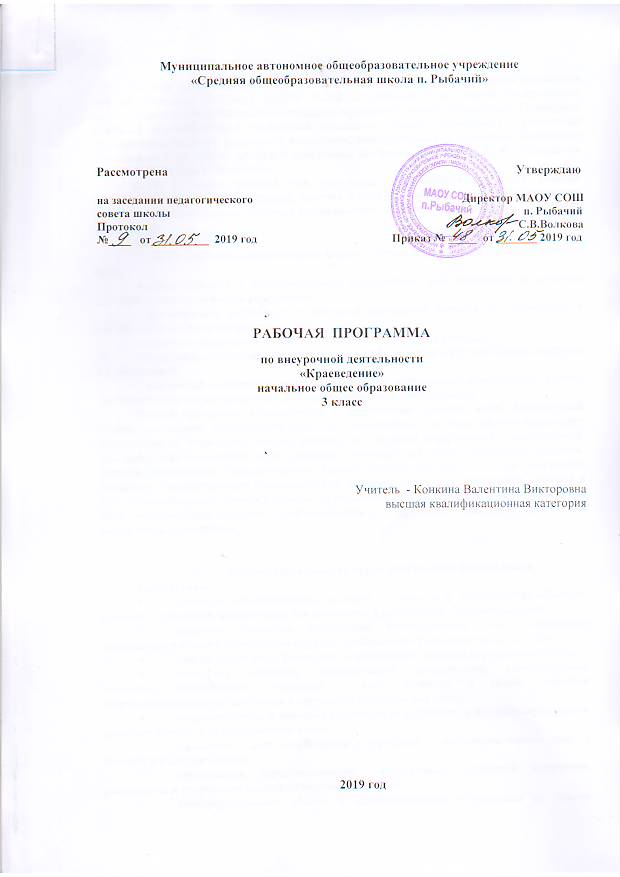 Муниципальное автономное общеобразовательное учреждение
«Средняя общеобразовательная школа п. Рыбачий»
Рассмотрена
Утверждаю
на заседании педагогического
совета школы
Протокол
№ 9 от 31.05 2019 год
Директор МАОУ СОШ
п. Рыбачий
Волкор С.В.Волкова
Приказ № 48 от 31.05 2019 год
МАОУ СОШ
п.Рыбачий
РАБОЧАЯ ПРОГРАММА
по внеурочной деятельности
«Краеведение»
начальное общее образование
3 класс
Учитель - Конкина Валентина Викторовна
высшая квалификационная категория
2019 год